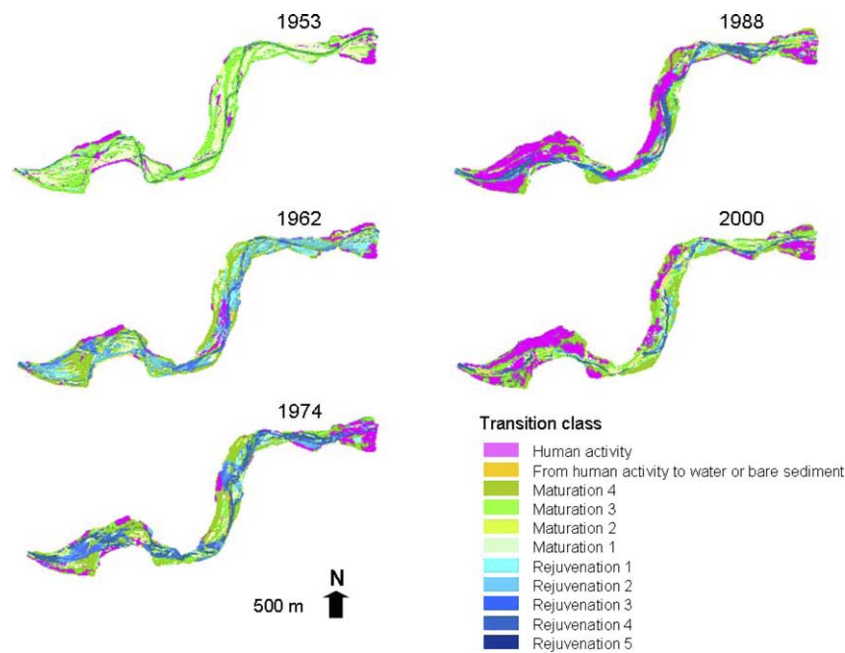 1953
1988
1962
2000
1974
Transition class
Human activity
From human activity to water or bare sediment
Maturation 4
Maturation 3
Maturation 2
Maturation 1
Rejuvenation 1
Rejuvenation 2
Rejuvenation 3
Rejuvenation 4
Rejuvenation 5
N
500 m